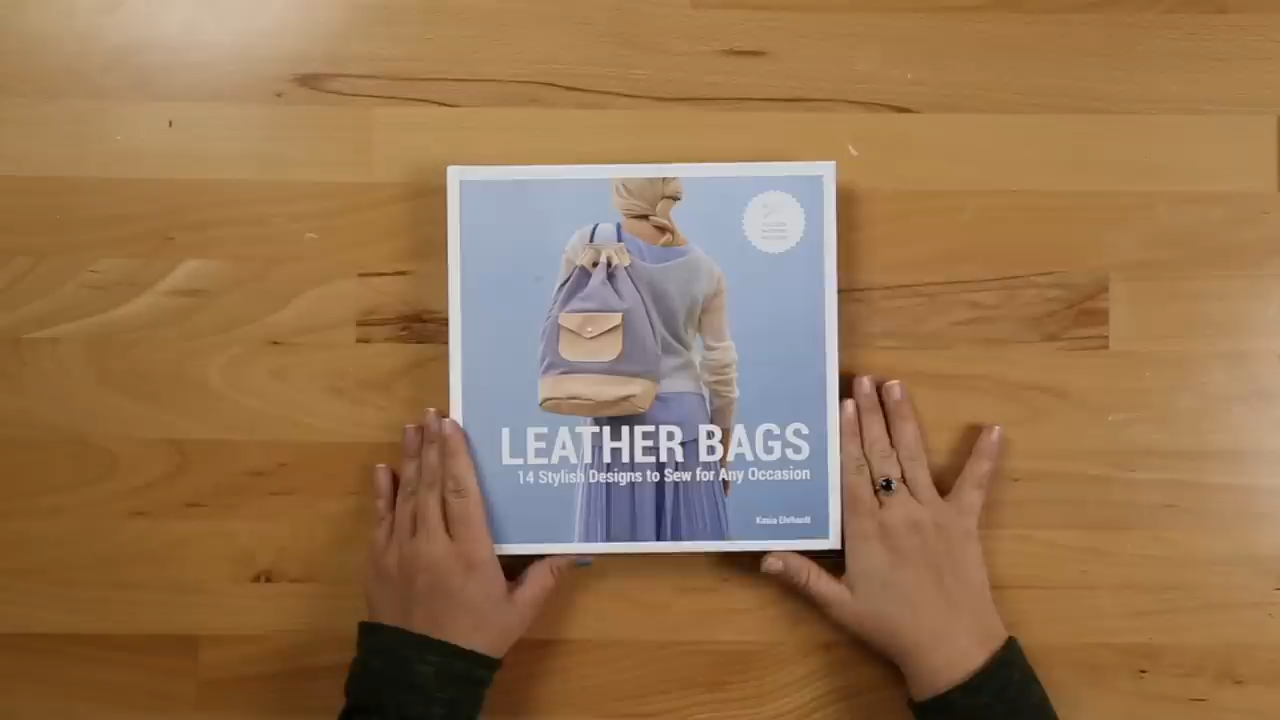 LEATHER BAGS
14 Stylish Designs to Sew for Any Occasion
Kasia Ehrhardt